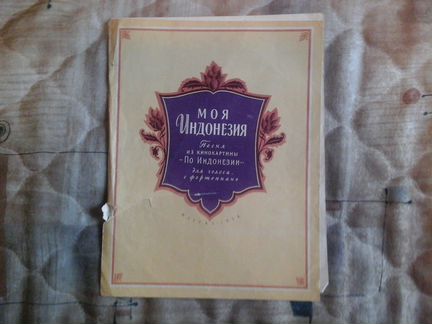 МОЯ
ИНДОНЕЗИЯ
Песня
ИЗ КИНОКАРТИНЫ
„ПО ИНДОНЕЗИИ“
для голоса
с фортепиано